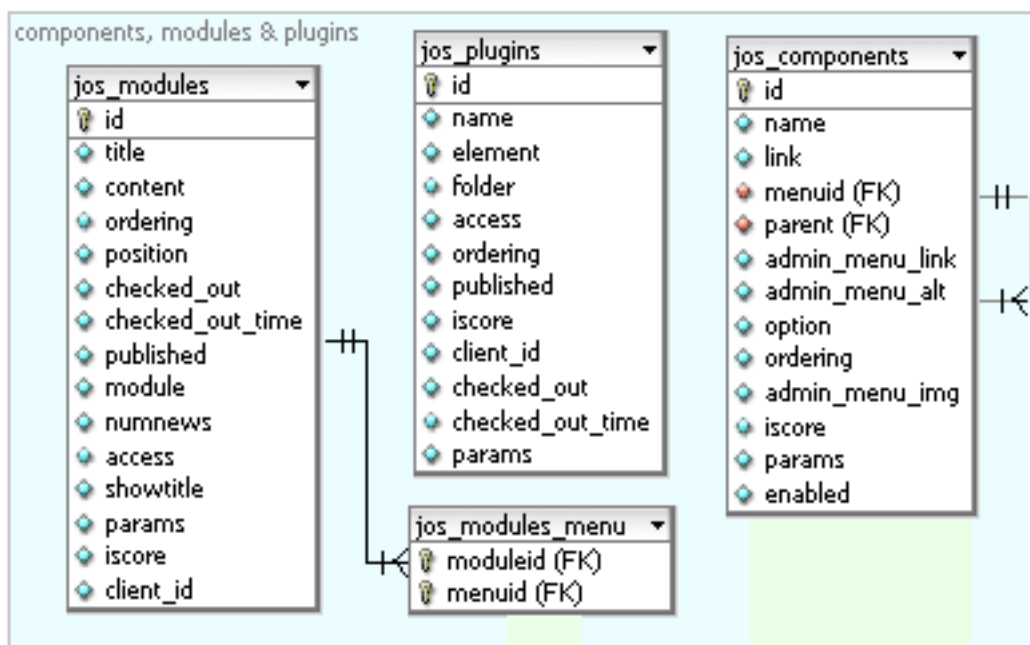 components, modules & plugins
jos_modules
id
title
content
ordering
position
checked_out
checked_out_time
published
module
numnews
access
showtitle
params
iscore
client_id
jos_plugins
id
name
element
folder
access
ordering
published
iscore
client_id
checked_out
checked_out_time
params
jos_modules_menu
moduleid (FK)
menuid (FK)
jos_components
id
name
link
menuid (FK)
parent (FK)
admin_menu_link
admin_menu_alt
option
ordering
admin_menu_img
iscore
params
enabled